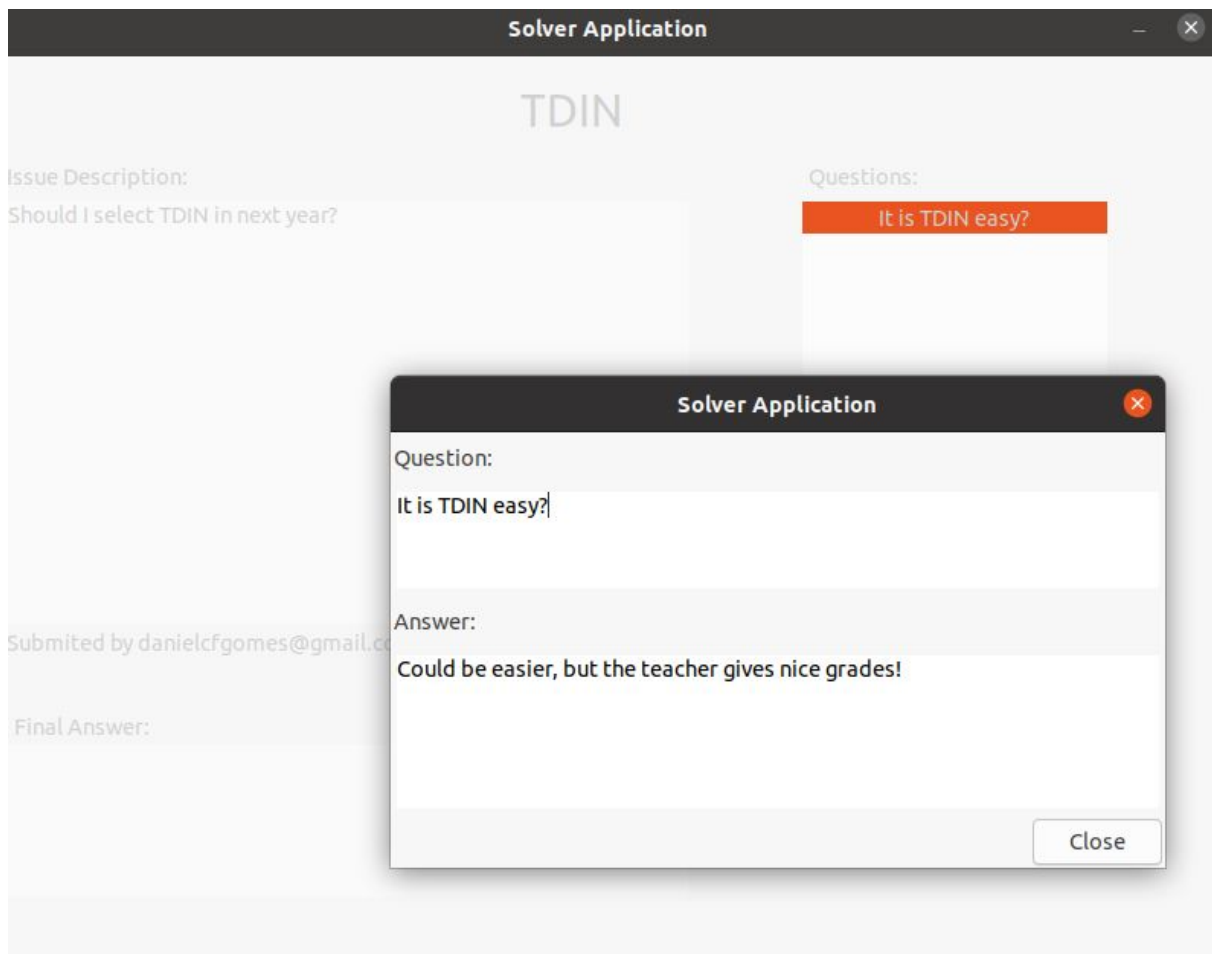 Solver Application
TDIN
Issue Description:
Questions:
Should I select TDIN in next year?
It is TDIN easy?
Solver Application
Question:
It is TDIN easy?
Answer:
Could be easier, but the teacher gives nice grades!
Close
Submited by danielcfgomes@gmail.c
Final Answer: